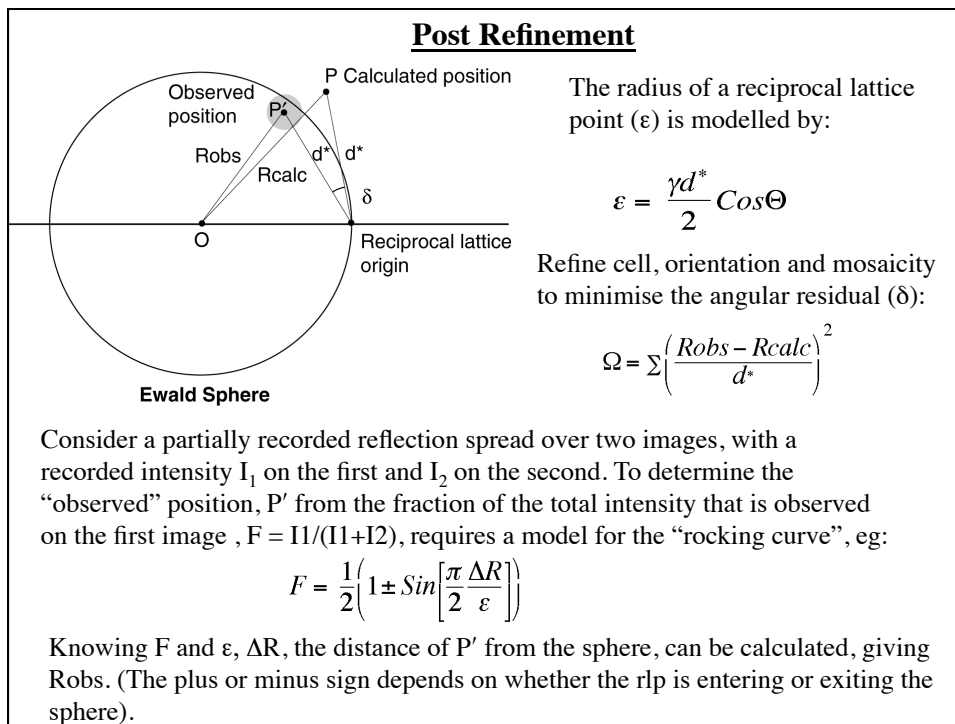 Post Refinement
P Calculated position
Observed
position
P'
Robs
Rcalc
d* d*
δ
O
Reciprocal lattice
origin
Ewald Sphere
The radius of a reciprocal lattice
point (ε) is modelled by:
ε = γd*/2 CosΘ
Refine cell, orientation and mosaicity
to minimise the angular residual (δ):
Ω = Σ((Robs − Rcalc)/d*)²
Consider a partially recorded reflection spread over two images, with a
recorded intensity I₁ on the first and I₂ on the second. To determine the
“observed” position, P′ from the fraction of the total intensity that is observed
on the first image , F = I1/(I1+I2), requires a model for the “rocking curve”, eg:
F = 1/2(1 ± Sin[π/2 ΔR/ε])
Knowing F and ε, ΔR, the distance of P′ from the sphere, can be calculated, giving
Robs. (The plus or minus sign depends on whether the rlp is entering or exiting the
sphere).